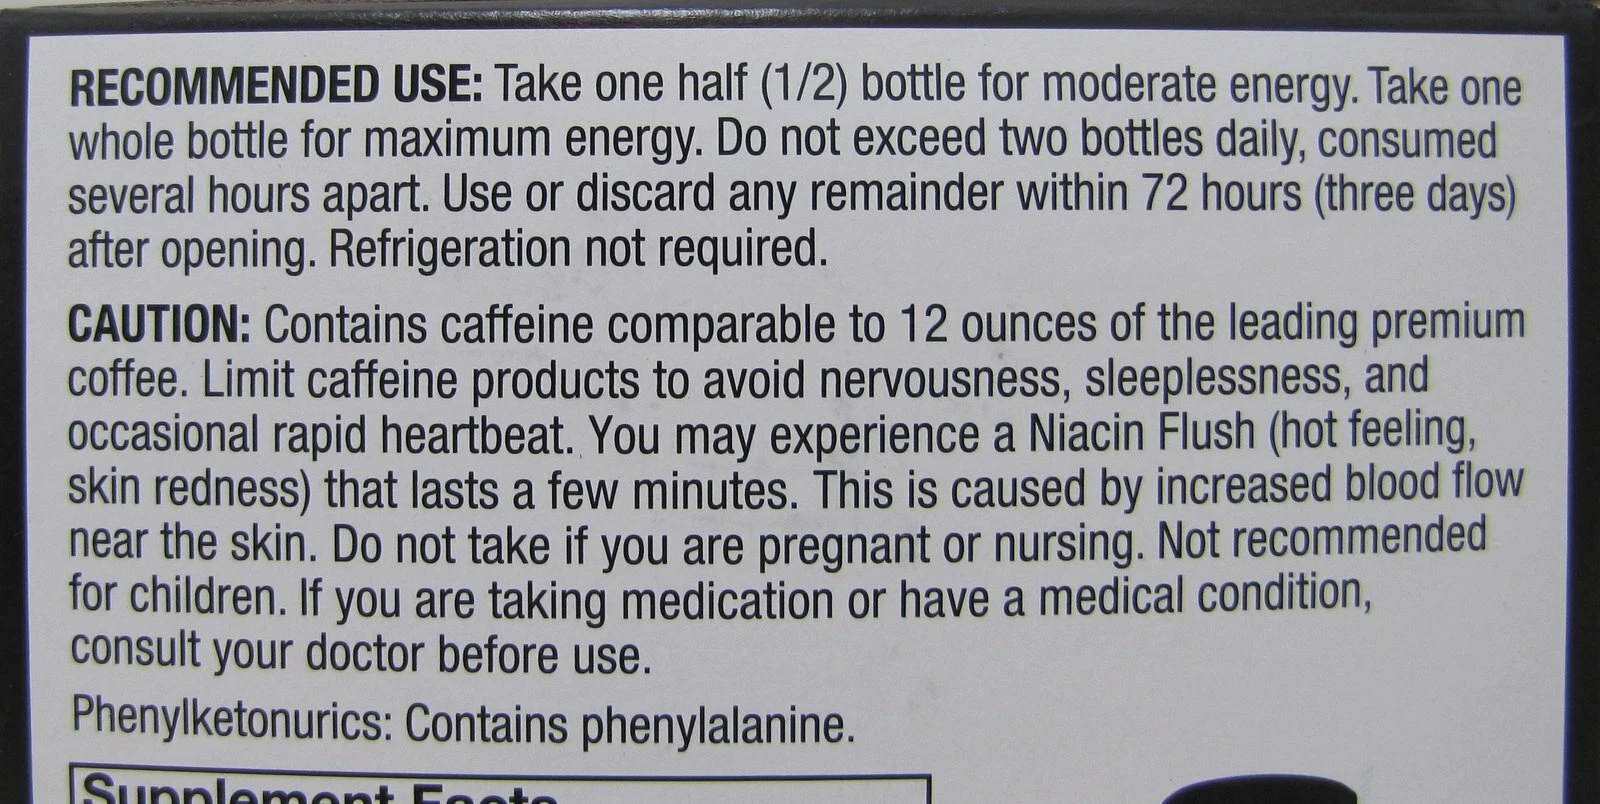 RECOMMENDED USE: Take one half (1/2) bottle for moderate energy. Take one
whole bottle for maximum energy. Do not exceed two bottles daily, consumed
several hours apart. Use or discard any remainder within 72 hours (three days)
after opening. Refrigeration not required.
CAUTION: Contains caffeine comparable to 12 ounces of the leading premium
coffee. Limit caffeine products to avoid nervousness, sleeplessness, and
occasional rapid heartbeat. You may experience a Niacin Flush (hot feeling,
skin redness) that lasts a few minutes. This is caused by increased blood flow
near the skin. Do not take if you are pregnant or nursing. Not recommended
for children. If you are taking medication or have a medical condition,
consult your doctor before use.
Phenylketonurics: Contains phenylalanine.
Supplement Facts